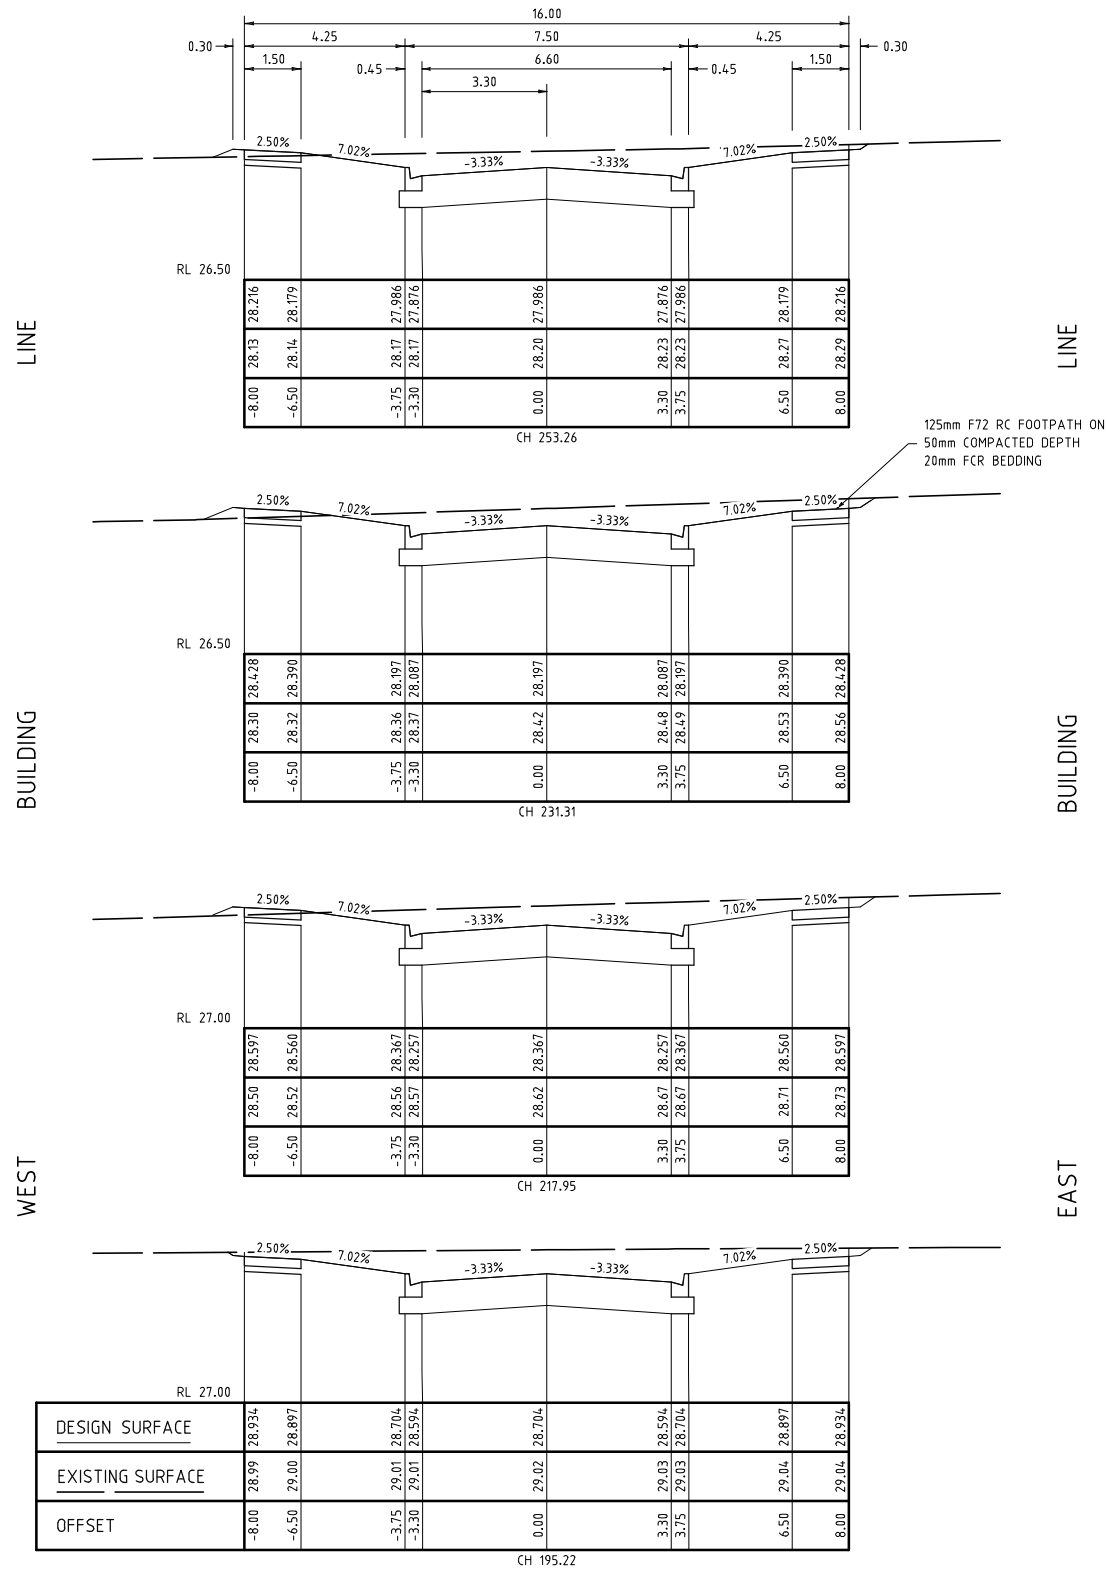 16.00
4.25 7.50 4.25
0.30 0.30
1.50 0.45 6.60 0.45 1.50
3.30
2.50% 7.02% -3.33% -3.33% 7.02% 2.50%
RL 26.50
28.216 28.179 27.986 27.876 27.986 27.876 27.986 28.179 28.216
28.13 28.14 28.17 28.17 28.20 28.23 28.23 28.27 28.29
-8.00 -6.50 -3.75 -3.30 0.00 3.30 3.75 6.50 8.00
CH 253.26
125mm F72 RC FOOTPATH ON
50mm COMPACTED DEPTH
20mm FCR BEDDING
2.50% 7.02% -3.33% -3.33% 7.02% 2.50%
RL 26.50
28.428 28.390 28.197 28.087 28.197 28.087 28.197 28.390 28.428
28.30 28.32 28.36 28.37 28.42 28.48 28.49 28.53 28.56
-8.00 -6.50 -3.75 -3.30 0.00 3.30 3.75 6.50 8.00
CH 231.31
2.50% 7.02% -3.33% -3.33% 7.02% 2.50%
RL 27.00
28.597 28.560 28.367 28.257 28.367 28.257 28.367 28.560 28.597
28.50 28.52 28.56 28.57 28.62 28.67 28.67 28.71 28.73
-8.00 -6.50 -3.75 -3.30 0.00 3.30 3.75 6.50 8.00
CH 217.95
2.50% 7.02% -3.33% -3.33% 7.02% 2.50%
RL 27.00
DESIGN SURFACE 28.934 28.897 28.704 28.594 28.704 28.594 28.704 28.897 28.934
EXISTING SURFACE 28.99 29.00 29.01 29.01 29.02 29.03 29.03 29.04 29.04
OFFSET -8.00 -6.50 -3.75 -3.30 0.00 3.30 3.75 6.50 8.00
CH 195.22
WEST BUILDING LINE
EAST BUILDING LINE